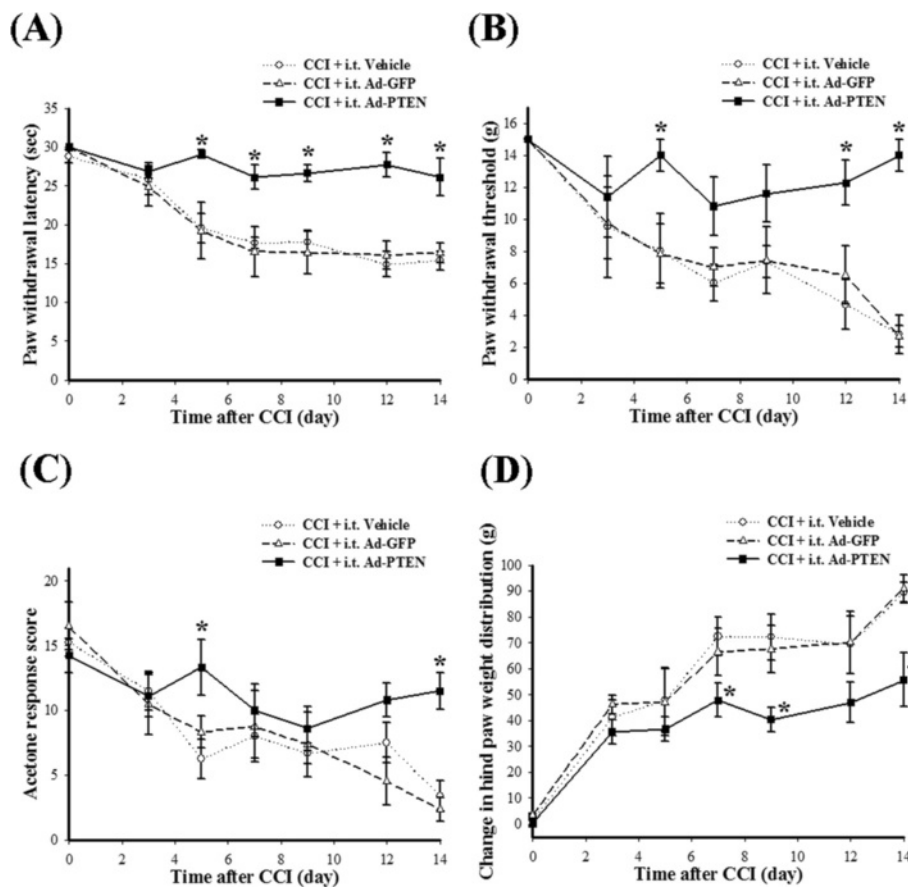 (A)
CCI + i.t. Vehicle
CCI + i.t. Ad-GFP
CCI + i.t. Ad-PTEN
Paw withdrawal latency (sec)
35
30
25
20
15
10
5
0
* * * * *
0 2 4 6 8 10 12 14
Time after CCI (day)
(B)
CCI + i.t. Vehicle
CCI + i.t. Ad-GFP
CCI + i.t. Ad-PTEN
Paw withdrawal threshold (g)
16
14
12
10
8
6
4
2
0
* * *
0 2 4 6 8 10 12 14
Time after CCI (day)
(C)
CCI + i.t. Vehicle
CCI + i.t. Ad-GFP
CCI + i.t. Ad-PTEN
Acetone response score
20
15
10
5
0
* *
0 2 4 6 8 10 12 14
Time after CCI (day)
(D)
CCI + i.t. Vehicle
CCI + i.t. Ad-GFP
CCI + i.t. Ad-PTEN
Change in hind paw weight distribution (g)
100
90
80
70
60
50
40
30
20
10
0
* *
0 2 4 6 8 10 12 14
Time after CCI (day)